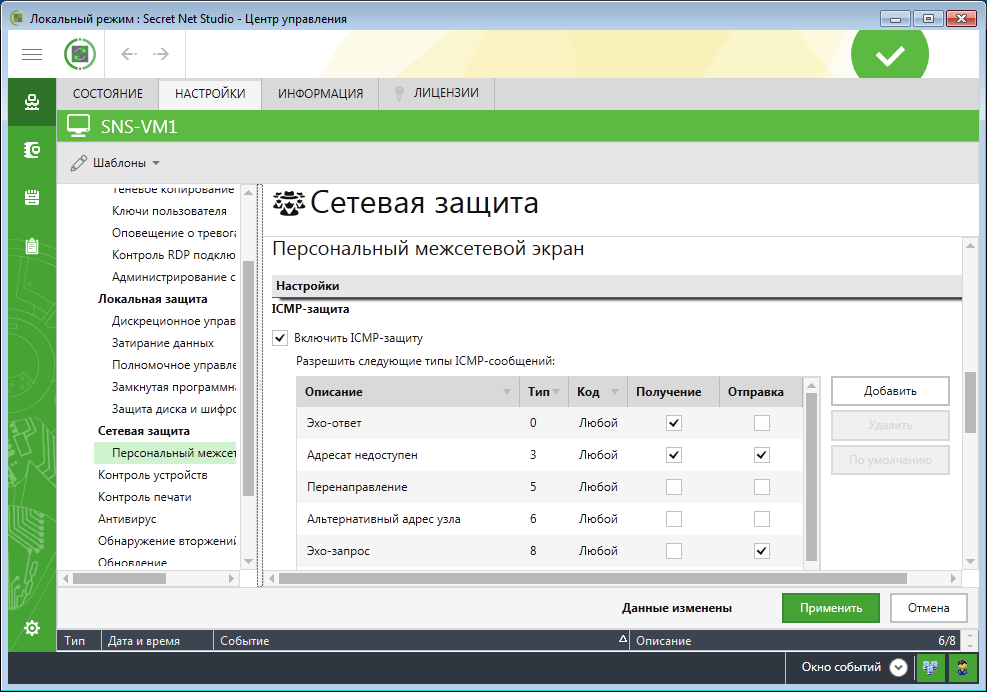 Локальный режим : Secret Net Studio - Центр управления
СОСТОЯНИЕ НАСТРОЙКИ ИНФОРМАЦИЯ ЛИЦЕНЗИИ
SNS-VM1
Шаблоны
Теневое копирование
Ключи пользователя
Оповещение о тревога
Контроль RDP подклю
Администрирование с
Локальная защита
Дискреционное управ
Затирание данных
Полномочное управле
Замкнутая программн
Защита диска и шифро
Сетевая защита
Персональный межсет
Контроль устройств
Контроль печати
Антивирус
Обнаружение вторжений
Обновление
Сетевая защита
Персональный межсетевой экран
Настройки
ICMP-защита
Включить ICMP-защиту
Разрешить следующие типы ICMP-сообщений:
Описание Тип Код Получение Отправка
Эхо-ответ 0 Любой
Адресат недоступен 3 Любой
Перенаправление 5 Любой
Альтернативный адрес узла 6 Любой
Эхо-запрос 8 Любой
Добавить
Удалить
По умолчанию
Данные изменены Применить Отмена
Тип Дата и время Событие Описание 6/8
Окно событий